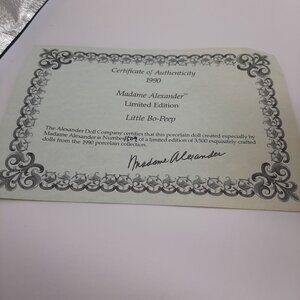 Certificate of Authenticity
1990
Madame Alexander™
Limited Edition
Little Bo-Peep
The Alexander Doll Company certifies that this porcelain doll created especially by
Madame Alexander is Number 1509 of a limited edition of 3,500 exquisitely crafted
dolls from the 1990 porcelain collection.
Madame Alexander